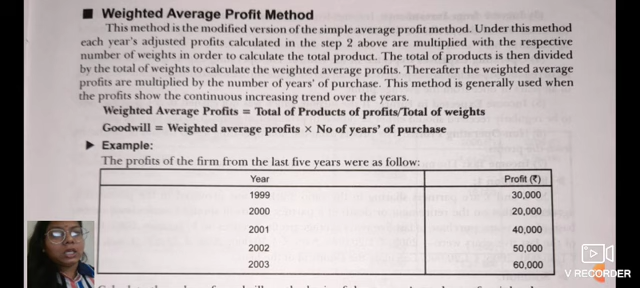 ■ Weighted Average Profit Method
This method is the modified version of the simple average profit method. Under this method
each year's adjusted profits calculated in the step 2 above are multiplied with the respective
number of weights in order to calculate the total product. The total of products is then divided
by the total of weights to calculate the weighted average profits. Thereafter the weighted average
profits are multiplied by the number of years' of purchase. This method is generally used when
the profits show the continuous increasing trend over the years.
Weighted Average Profits = Total of Products of profits/Total of weights
Goodwill = Weighted average profits × No of years' of purchase
► Example:
The profits of the firm from the last five years were as follow:
Year Profit (₹)
1999 30,000
2000 20,000
2001 40,000
2002 50,000
2003 60,000
V RECORDER